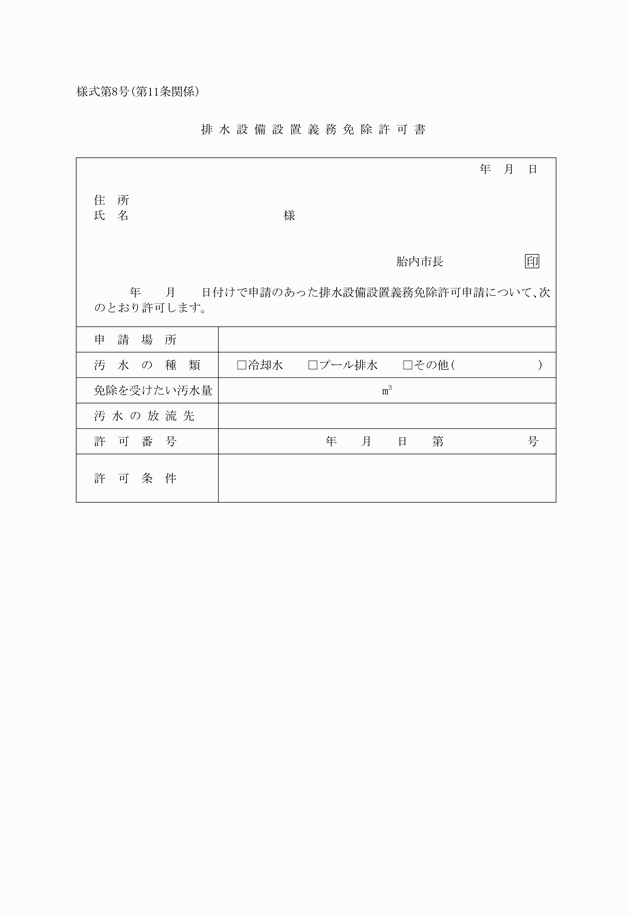 様式第8号(第11条関係)
排水設備設置義務免除許可書
年　月　日
住　所
氏　名　　　　　　　　　　　　　様
胎内市長　　　　　　　印
年　　月　　日付けで申請のあった排水設備設置義務免除許可申請について、次
のとおり許可します。
申請場所
汚水の種類　□冷却水　□プール排水　□その他(　　　　　　　)
免除を受けたい汚水量　m³
汚水の放流先
許可番号　年　　月　　日　　第　　　　　　　号
許可条件